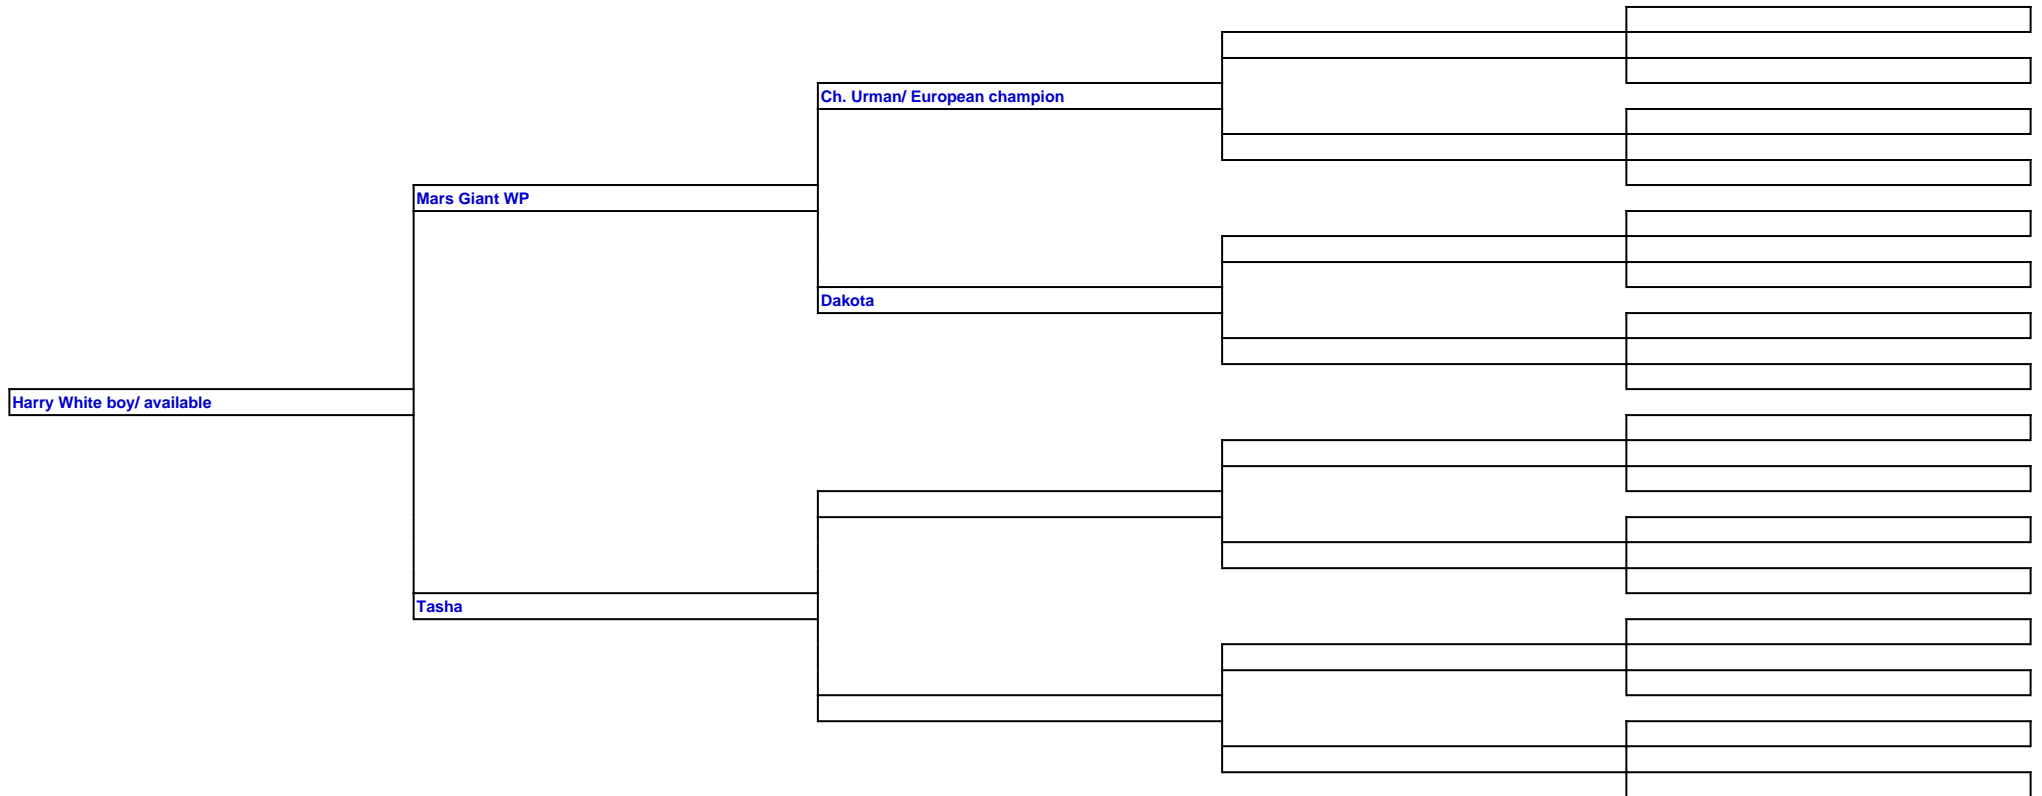 Ch. Urman/ European champion
Mars Giant WP
Dakota
Harry White boy/ available
Tasha